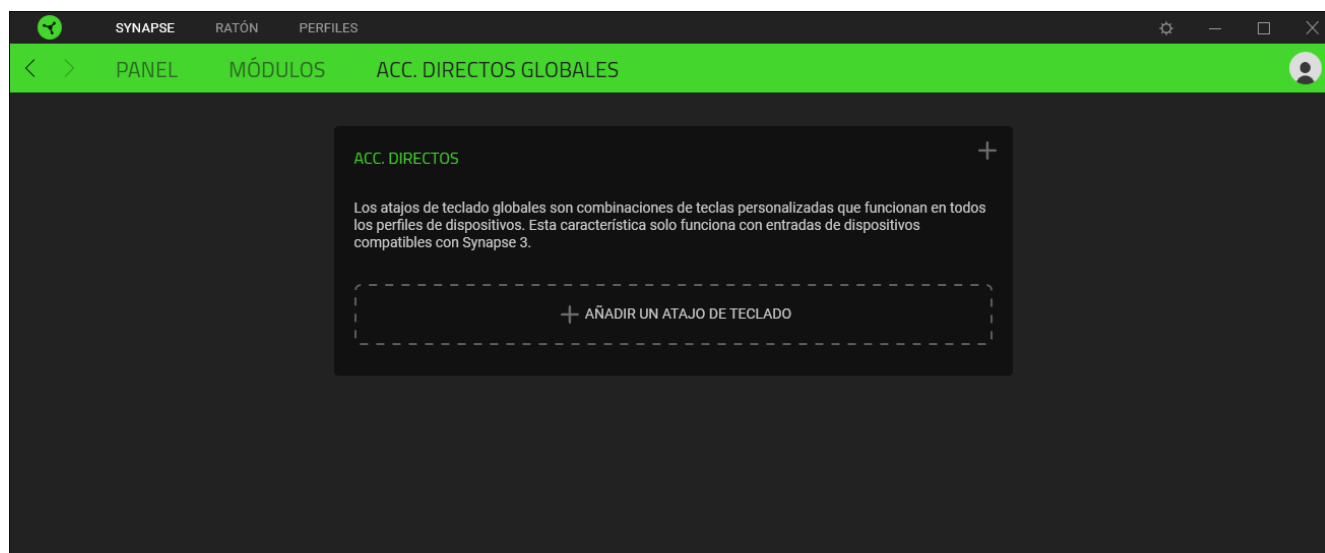 SYNAPSE RATÓN PERFILES
PANEL MÓDULOS ACC. DIRECTOS GLOBALES
ACC. DIRECTOS
Los atajos de teclado globales son combinaciones de teclas personalizadas que funcionan en todos
los perfiles de dispositivos. Esta característica solo funciona con entradas de dispositivos
compatibles con Synapse 3.
AÑADIR UN ATAJO DE TECLADO